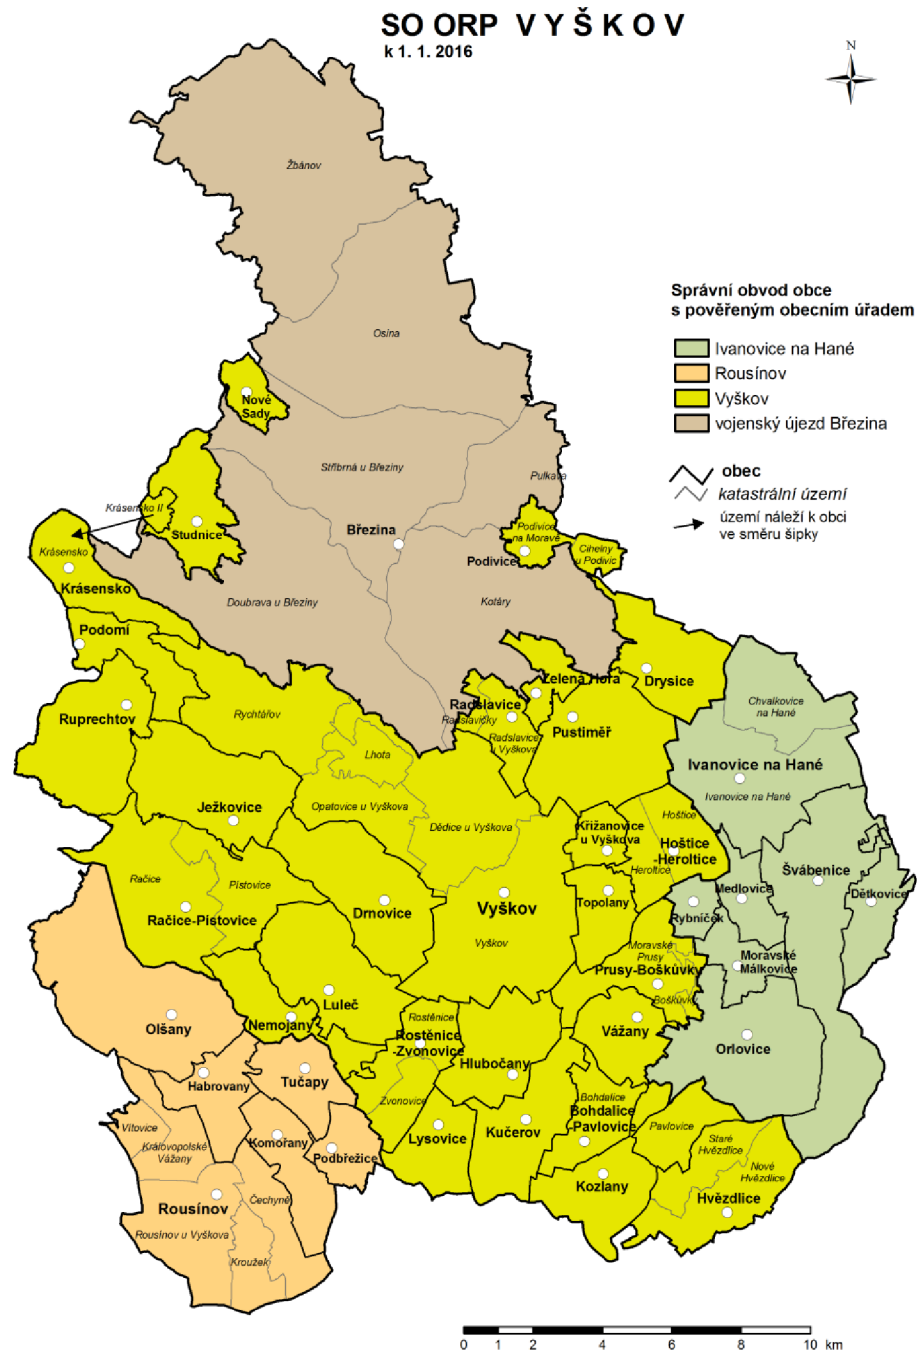 SO ORP V Y Š K O V
k 1. 1. 2016
N
Žbánov
Správní obvod obce
s pověřeným obecním úřadem
Osina
Ivanovice na Hané
Rousínov
Vyškov
vojenský újezd Březina
Nové
Sady
Stříbrná u Březiny
Pulkava
obec
katastrální území
území náleží k obci
ve směru šipky
Krásensko II
Studnice
Březina
Podivice
na Moravě
Podivice
Cihelny
u Podivic
Krásensko
Krásensko
Doubrava u Březiny
Kotáry
Podomí
Zelená Hora
Drysice
Ruprechtov
Rychtářov
Radslavice
Radslavičky
Radslavice
u Vyškova
Pustiměř
Chvalkovice
na Hané
Lhota
Ivanovice na Hané
Ivanovice na Hané
Ježkovice
Opatovice u Vyškova
Dědice u Vyškova
Křižanovice
u Vyškova
Hoštice
Hoštice
-Heroltice
Heroltice
Švábenice
Račice
Pístovice
Račice-Pístovice
Drnovice
Vyškov
Vyškov
Topolany
Rybníček
Medlovice
Dětkovice
Moravské
Prusy
Prusy-Boškůvky
Boškůvky
Moravské
Málkovice
Luleč
Nemojany
Olšany
Rostěnice
Rostěnice
-Zvonovice
Zvonovice
Vážany
Orlovice
Habrovany
Tučapy
Hlubočany
Vítovice
Královopolské
Vážany
Komořany
Podbřežice
Lysovice
Kučerov
Bohdalice
Bohdalice
-Pavlovice
Pavlovice
Staré
Hvězdlice
Nové
Hvězdlice
Hvězdlice
Kozlany
Rousínov
Rousínov u Vyškova
Čechyně
Kroužek
0 1 2 4 6 8 10 km